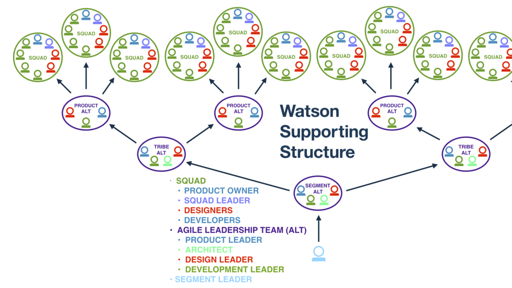 SQUAD
SQUAD
SQUAD
SQUAD
SQUAD
SQUAD
SQUAD
SQUAD
SQUAD
SQUAD
PRODUCT
ALT
PRODUCT
ALT
PRODUCT
ALT
Watson
Supporting
Structure
TRIBE
ALT
TRIBE
ALT
SEGMENT
ALT
· SQUAD
· PRODUCT OWNER
· SQUAD LEADER
· DESIGNERS
· DEVELOPERS
· AGILE LEADERSHIP TEAM (ALT)
· PRODUCT LEADER
· ARCHITECT
· DESIGN LEADER
· DEVELOPMENT LEADER
· SEGMENT LEADER